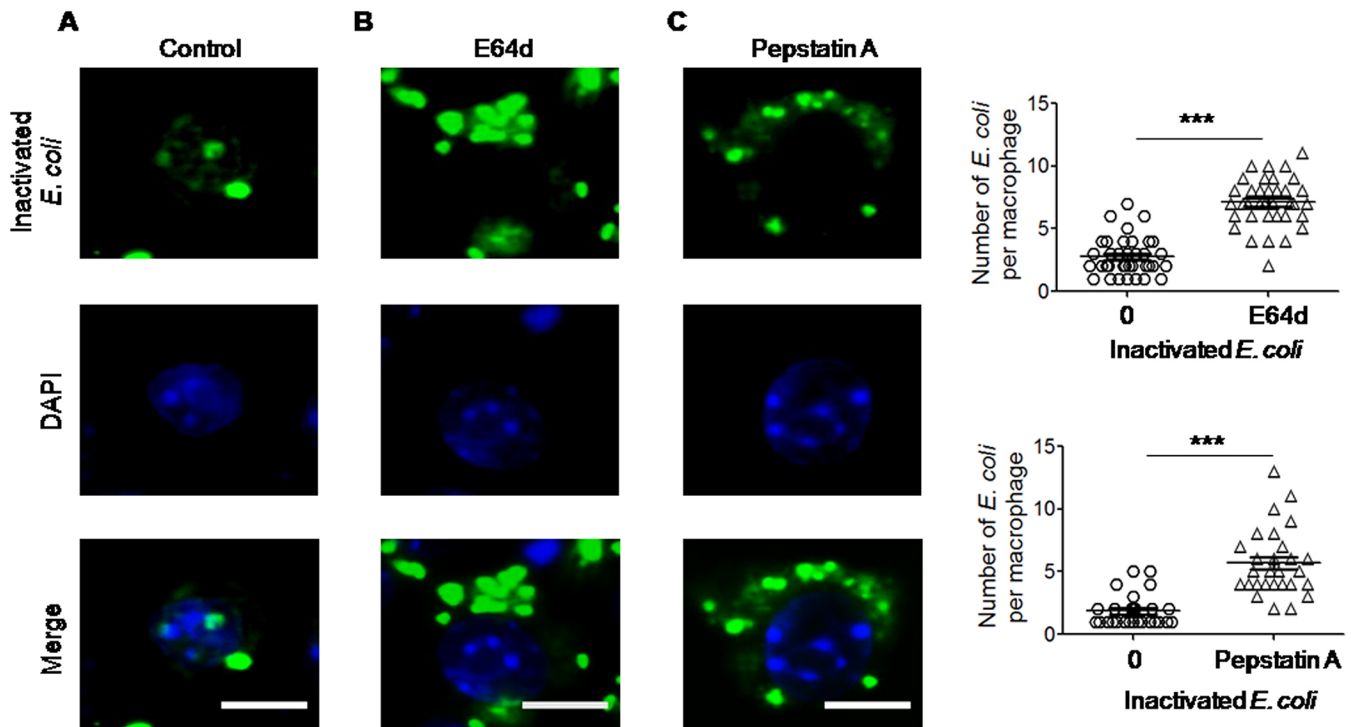 A
B
C
Control
E64d
Pepstatin A
Inactivated
E. coli
DAPI
Merge
Number of E. coli
per macrophage
15
10
5
0
***
0
E64d
Inactivated E. coli
Number of E. coli
per macrophage
15
10
5
0
***
0
Pepstatin A
Inactivated E. coli